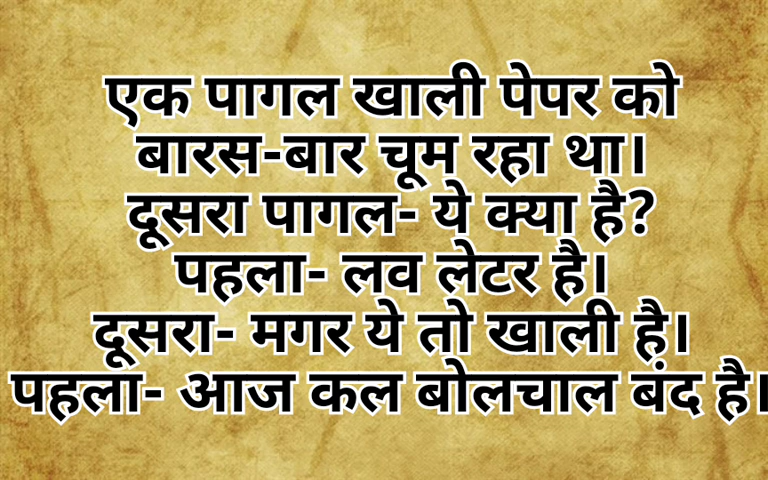 एक पागल खाली पेपर को
बारस-बार चूम रहा था।
दूसरा पागल- ये क्या है?
पहला- लव लेटर है।
दूसरा- मगर ये तो खाली है।
पहला- आज कल बोलचाल बंद है।